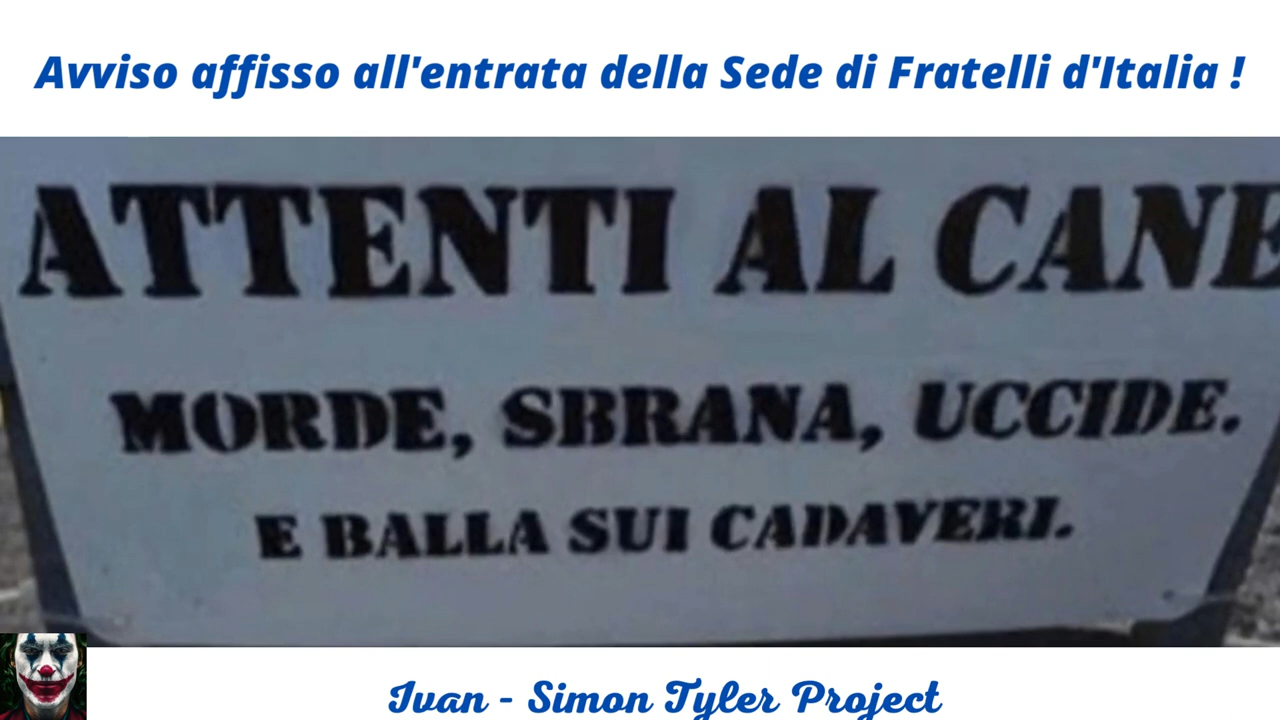 Avviso affisso all'entrata della Sede di Fratelli d'Italia !
ATTENTI AL CANE
MORDE, SBRANA, UCCIDE.
E BALLA SUI CADAVERI.
Ivan - Simon Tyler Project